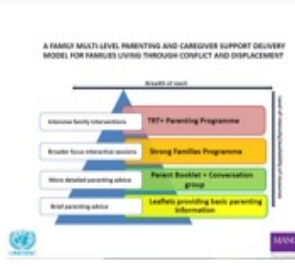 A FAMILY MULTI-LEVEL PARENTING AND CAREGIVER SUPPORT DELIVERY
MODEL FOR FAMILIES LIVING THROUGH CONFLICT AND DISPLACEMENT
Breadth of reach
Intensive family interventions
TRT+ Parenting Programme
Broader focus interactive sessions
Strong Families Programme
More detailed parenting advice
Parent Booklet + Conversation
group
Brief parenting advice
Leaflets providing basic parenting
information
MANC